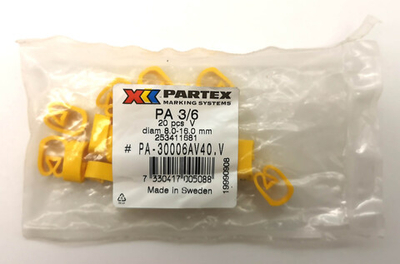 PARTEX
MARKING SYSTEMS
PA 3/6
20 pcs V
diam 8.0-16.0 mm
253411681
# PA-30006AV40.V
7 330417 005088
Made in Sweden
19990908